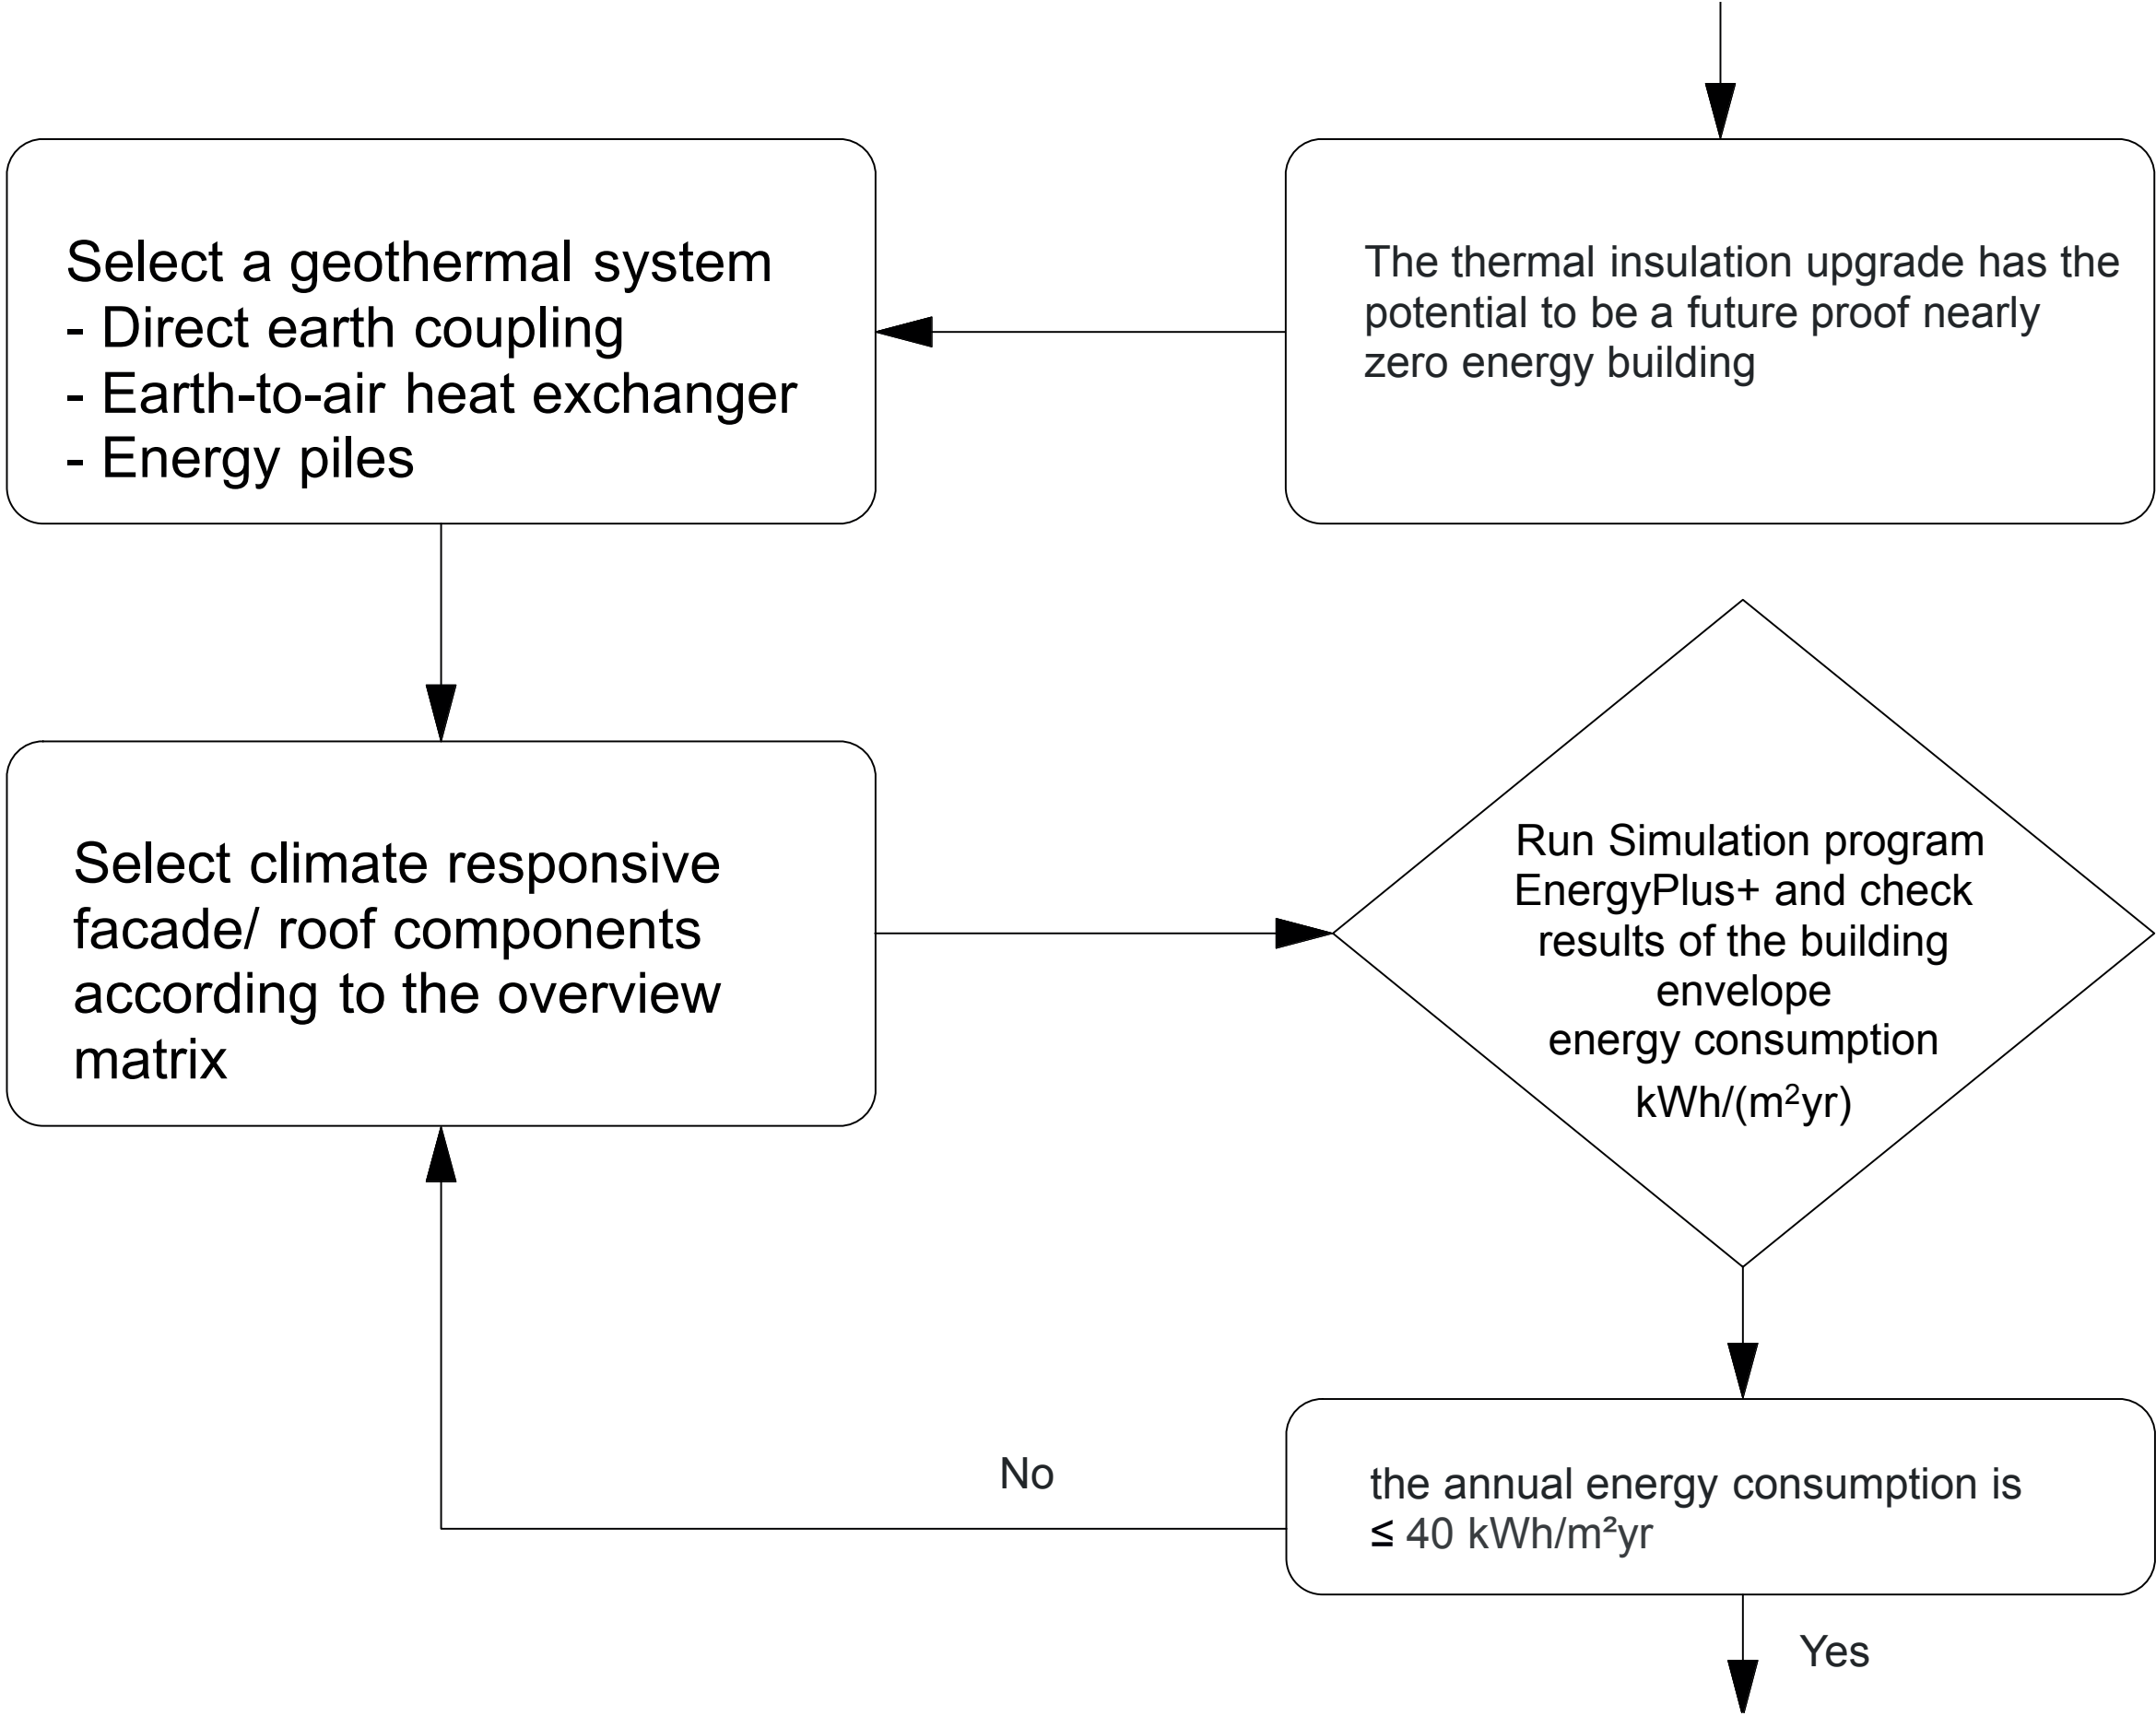 The thermal insulation upgrade has the
potential to be a future proof nearly
zero energy building
Select a geothermal system
- Direct earth coupling
- Earth-to-air heat exchanger
- Energy piles
Select climate responsive
facade/ roof components
according to the overview
matrix
Run Simulation program
EnergyPlus+ and check
results of the building
envelope
energy consumption
kWh/(m²yr)
the annual energy consumption is
≤ 40 kWh/m²yr
No
Yes